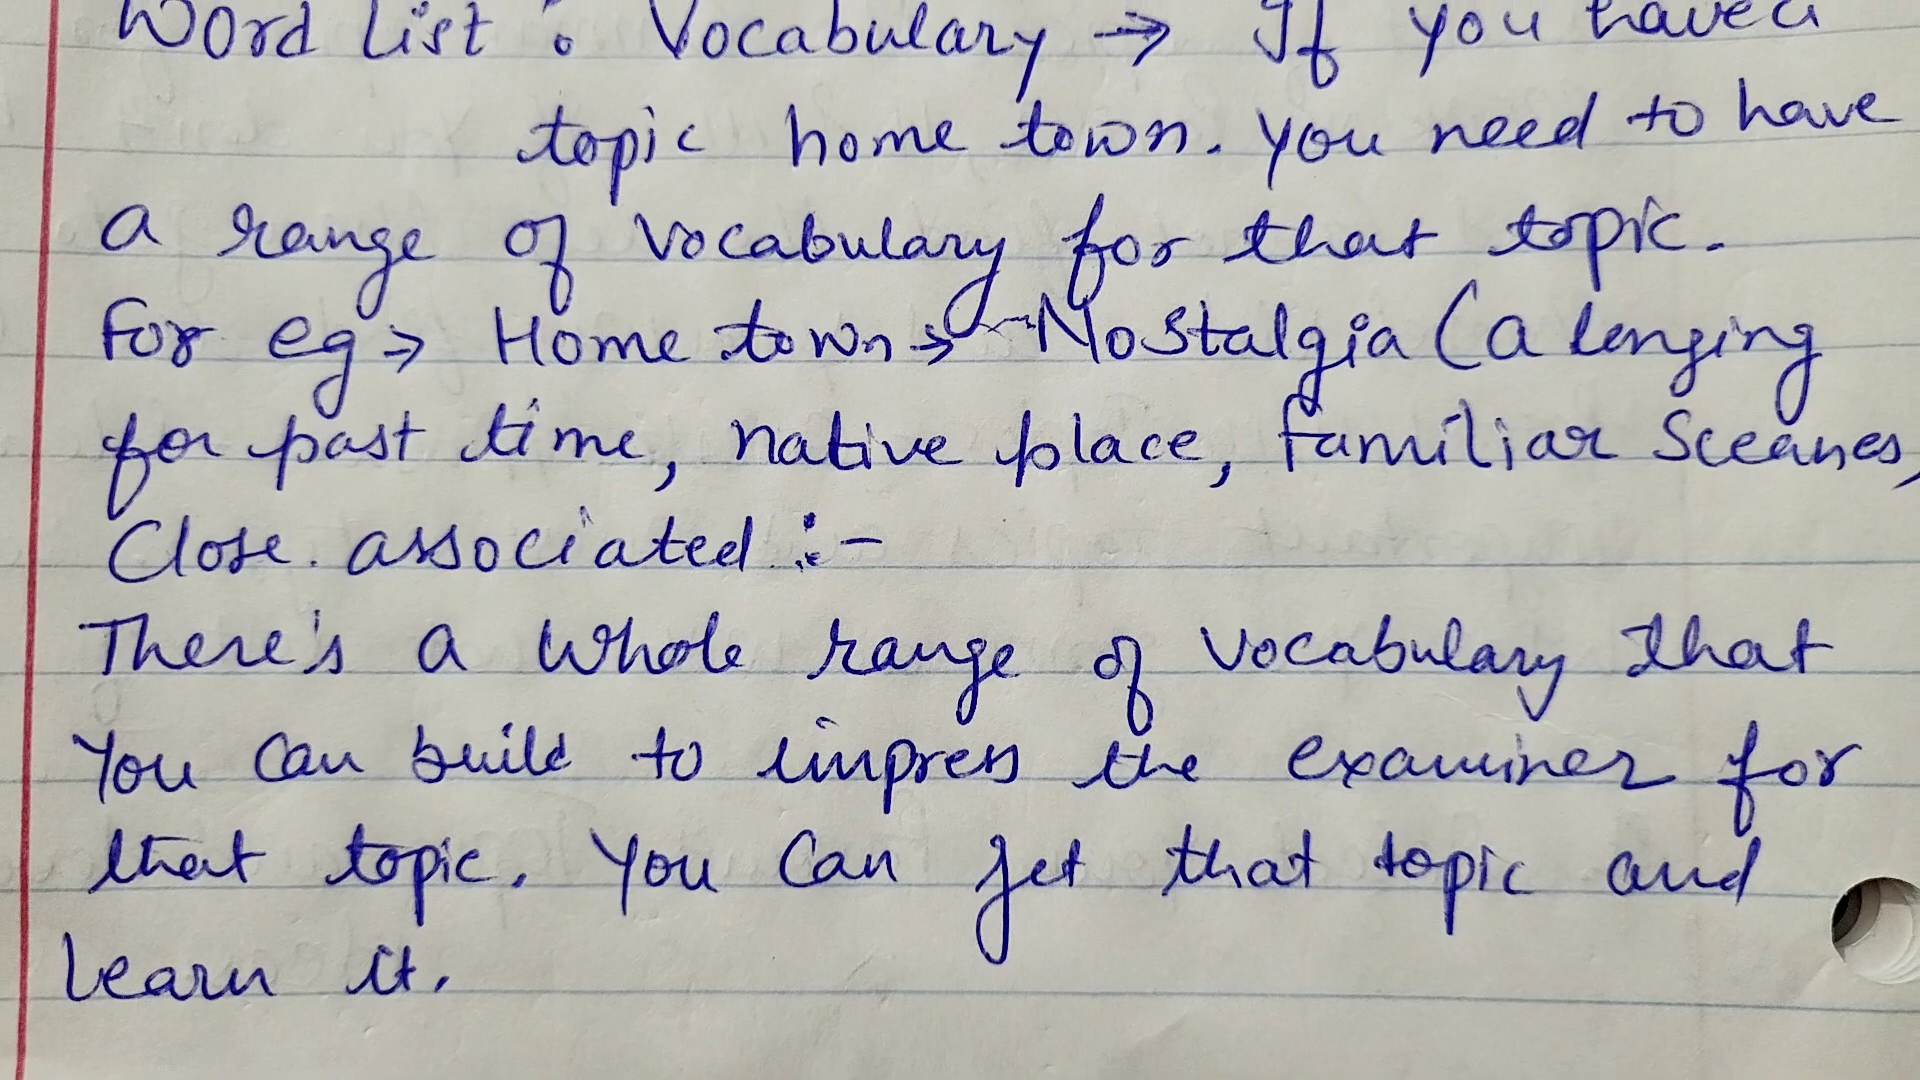 Word List : Vocabulary → If you have a
topic home town. You need to have
a range of vocabulary for that topic.
For eg → Home town → Nostalgia (a longing
for past time, native place, familiar Sceanes,
Close. associated :-
There's a whole range of vocabulary that
You can build to impress the examiner for
that topic. You can get that topic and
learn it.